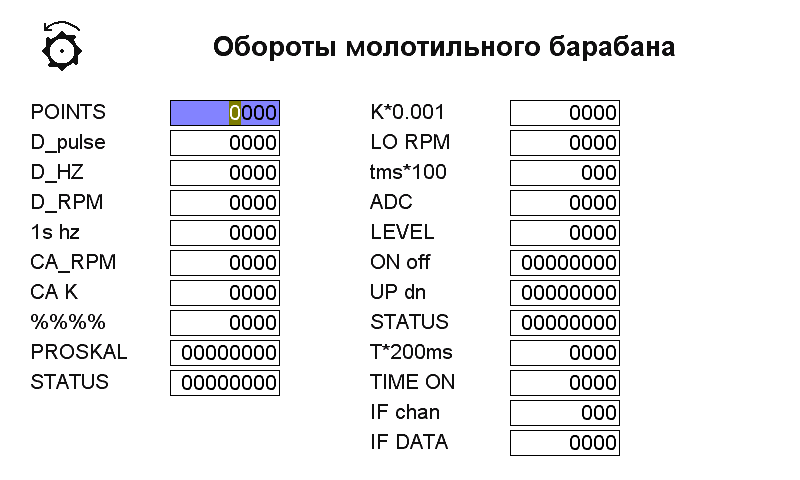 Обороты молотильного барабана
POINTS 0000
D_pulse 0000
D_HZ 0000
D_RPM 0000
1s hz 0000
CA_RPM 0000
CA K 0000
%%%% 0000
PROSKAL 00000000
STATUS 00000000
K*0.001 0000
LO RPM 0000
tms*100 000
ADC 0000
LEVEL 0000
ON off 00000000
UP dn 00000000
STATUS 00000000
T*200ms 0000
TIME ON 0000
IF chan 000
IF DATA 0000